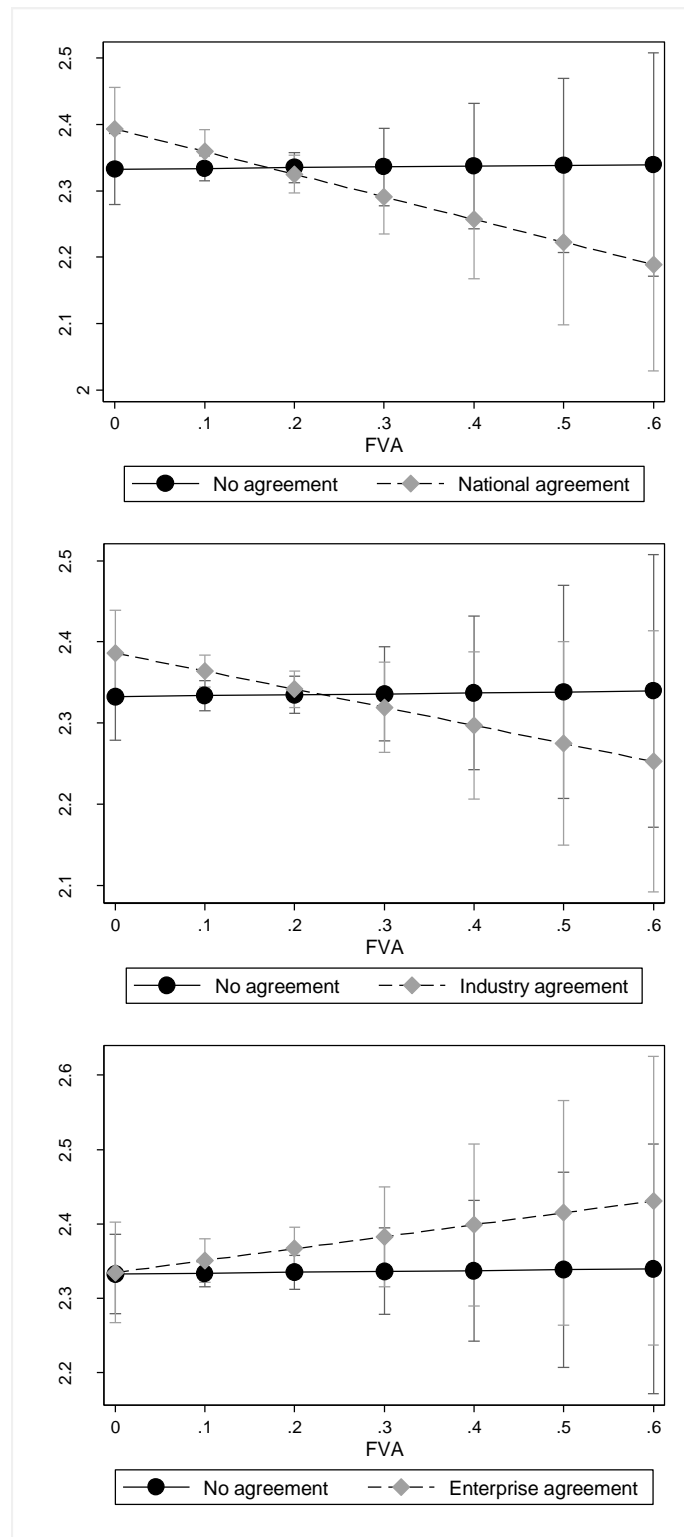 2.5
2.4
2.3
2.2
2.1
2
0 .1 .2 .3 .4 .5 .6
FVA
No agreement National agreement
2.5
2.4
2.3
2.2
2.1
0 .1 .2 .3 .4 .5 .6
FVA
No agreement Industry agreement
2.6
2.5
2.4
2.3
2.2
0 .1 .2 .3 .4 .5 .6
FVA
No agreement Enterprise agreement